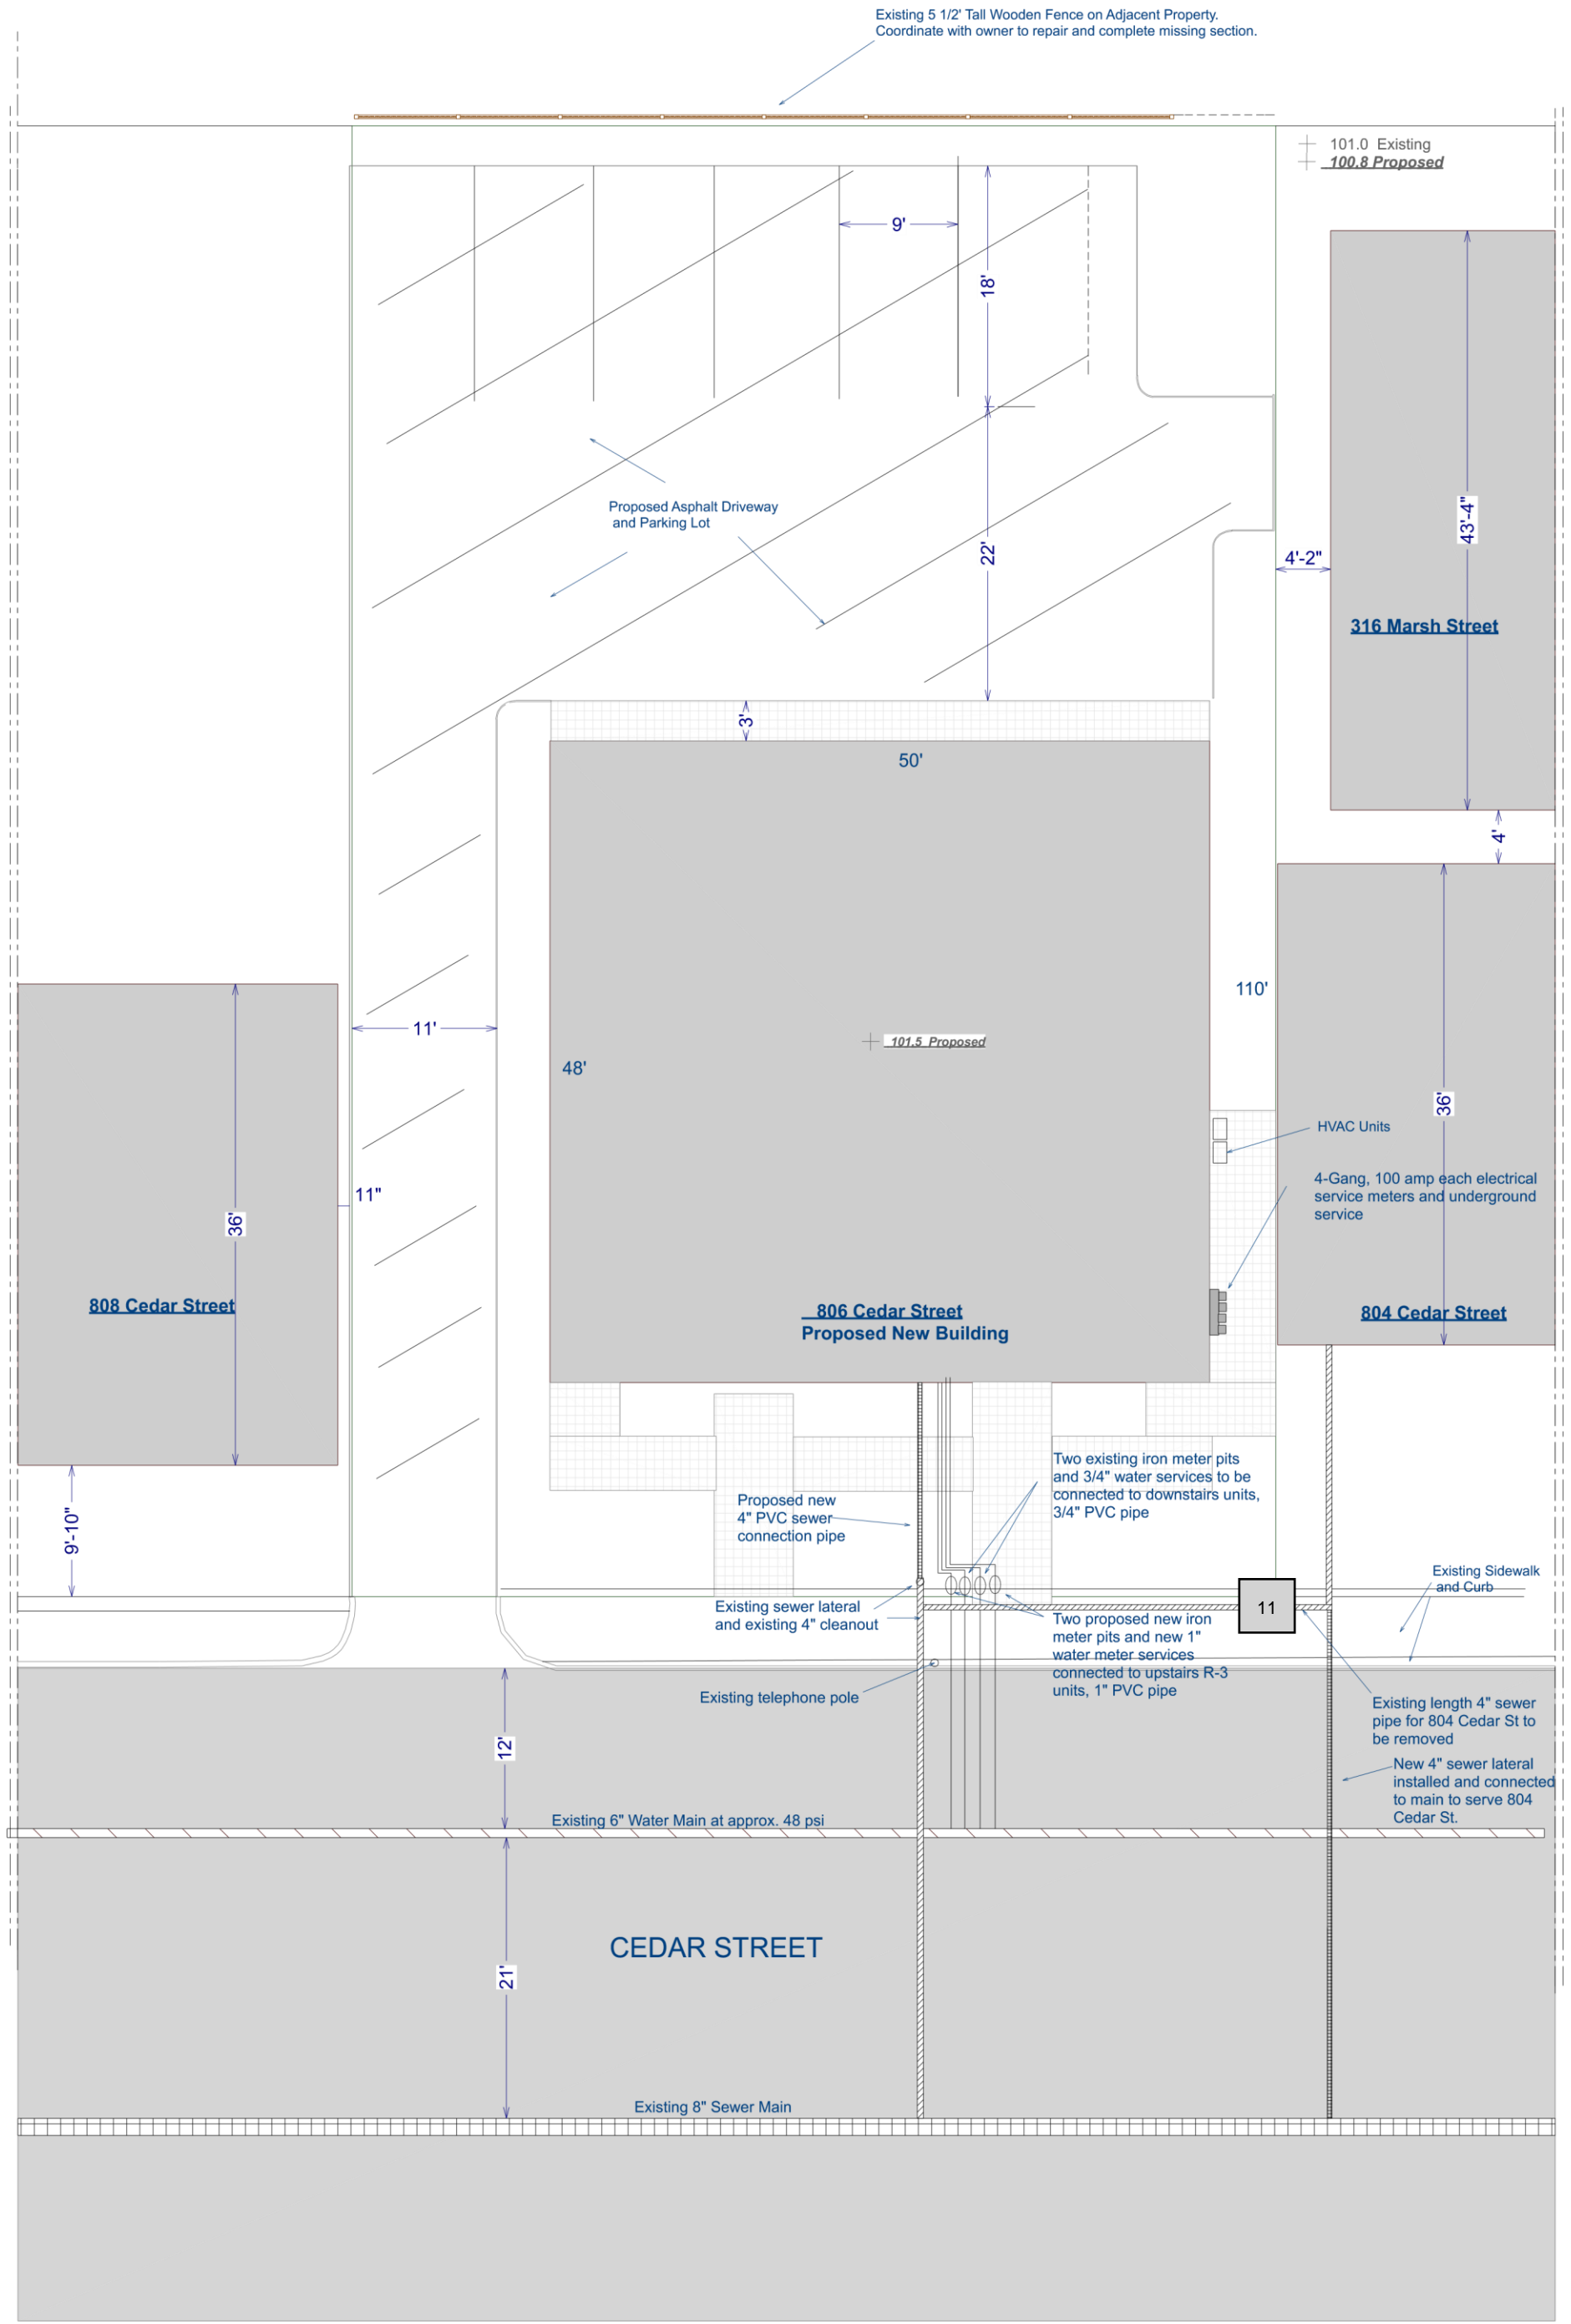 Existing 5 1/2' Tall Wooden Fence on Adjacent Property.
Coordinate with owner to repair and complete missing section.
101.0 Existing
100.8 Proposed
9'
18'
Proposed Asphalt Driveway
and Parking Lot
22'
4'-2"
43'-4"
316 Marsh Street
3'
50'
4'
110'
11'
101.5 Proposed
48'
36'
HVAC Units
4-Gang, 100 amp each electrical
service meters and underground
service
11"
36'
808 Cedar Street
806 Cedar Street
Proposed New Building
804 Cedar Street
9'-10"
Two existing iron meter pits
and 3/4" water services to be
connected to downstairs units,
3/4" PVC pipe
Proposed new
4" PVC sewer
connection pipe
Existing Sidewalk
and Curb
11
Existing sewer lateral
and existing 4" cleanout
Two proposed new iron
meter pits and new 1"
water meter services
connected to upstairs R-3
units, 1" PVC pipe
Existing telephone pole
Existing length 4" sewer
pipe for 804 Cedar St to
be removed
12'
New 4" sewer lateral
installed and connected
to main to serve 804
Cedar St.
Existing 6" Water Main at approx. 48 psi
CEDAR STREET
21'
Existing 8" Sewer Main